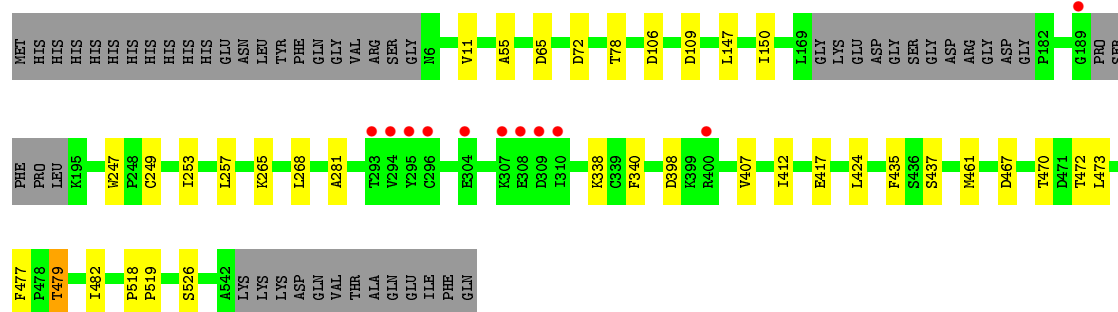 MET HIS HIS HIS HIS HIS HIS HIS HIS HIS HIS GLU ASN LEU TYR PHE GLN GLY VAL ARG SER GLY N6 V11 A55 D65 D72 T78 D106 D109 L147 I150 L169 GLY LYS GLU ASP GLY SER GLY ASP ARG GLY ASP GLY P182 G189 PRO SER
PHE PRO LEU K195 W247 P248 C249 I253 L257 K265 L268 A281 T293 V294 Y295 C296 E304 K307 E308 D309 I310 K338 C339 F340 D398 K399 R400 V407 I412 E417 L424 F435 S436 S437 M461 D467 T470 D471 T472 L473
F477 P478 T479 I482 P518 P519 S526 A542 LYS LYS LYS ASP GLN VAL THR ALA GLN GLU ILE PHE GLN